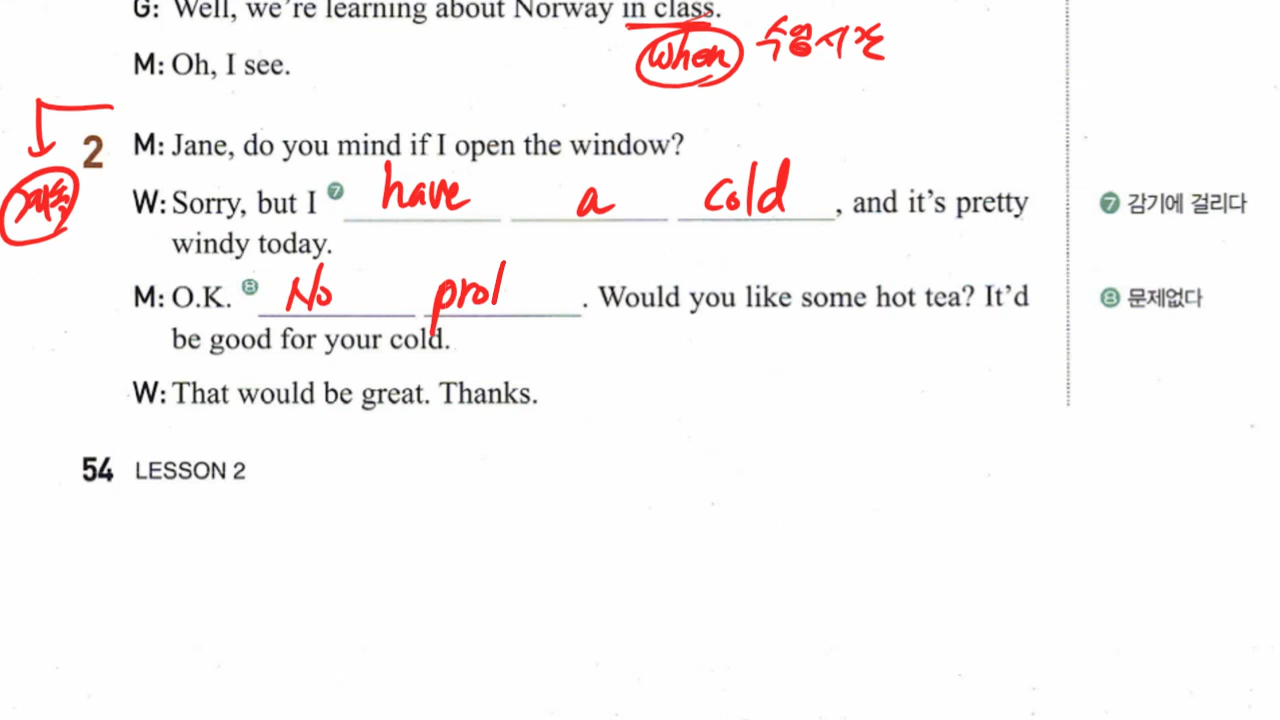 G: Well, we're learning about Norway in class.
when 수업시간
M: Oh, I see.
2 M: Jane, do you mind if I open the window?
W: Sorry, but I ⑦ have a cold, and it's pretty ⑦ 감기에 걸리다
windy today.
M: O.K. ⑧ No prol. Would you like some hot tea? It'd ⑧ 문제없다
be good for your cold.
W: That would be great. Thanks.
54 LESSON 2